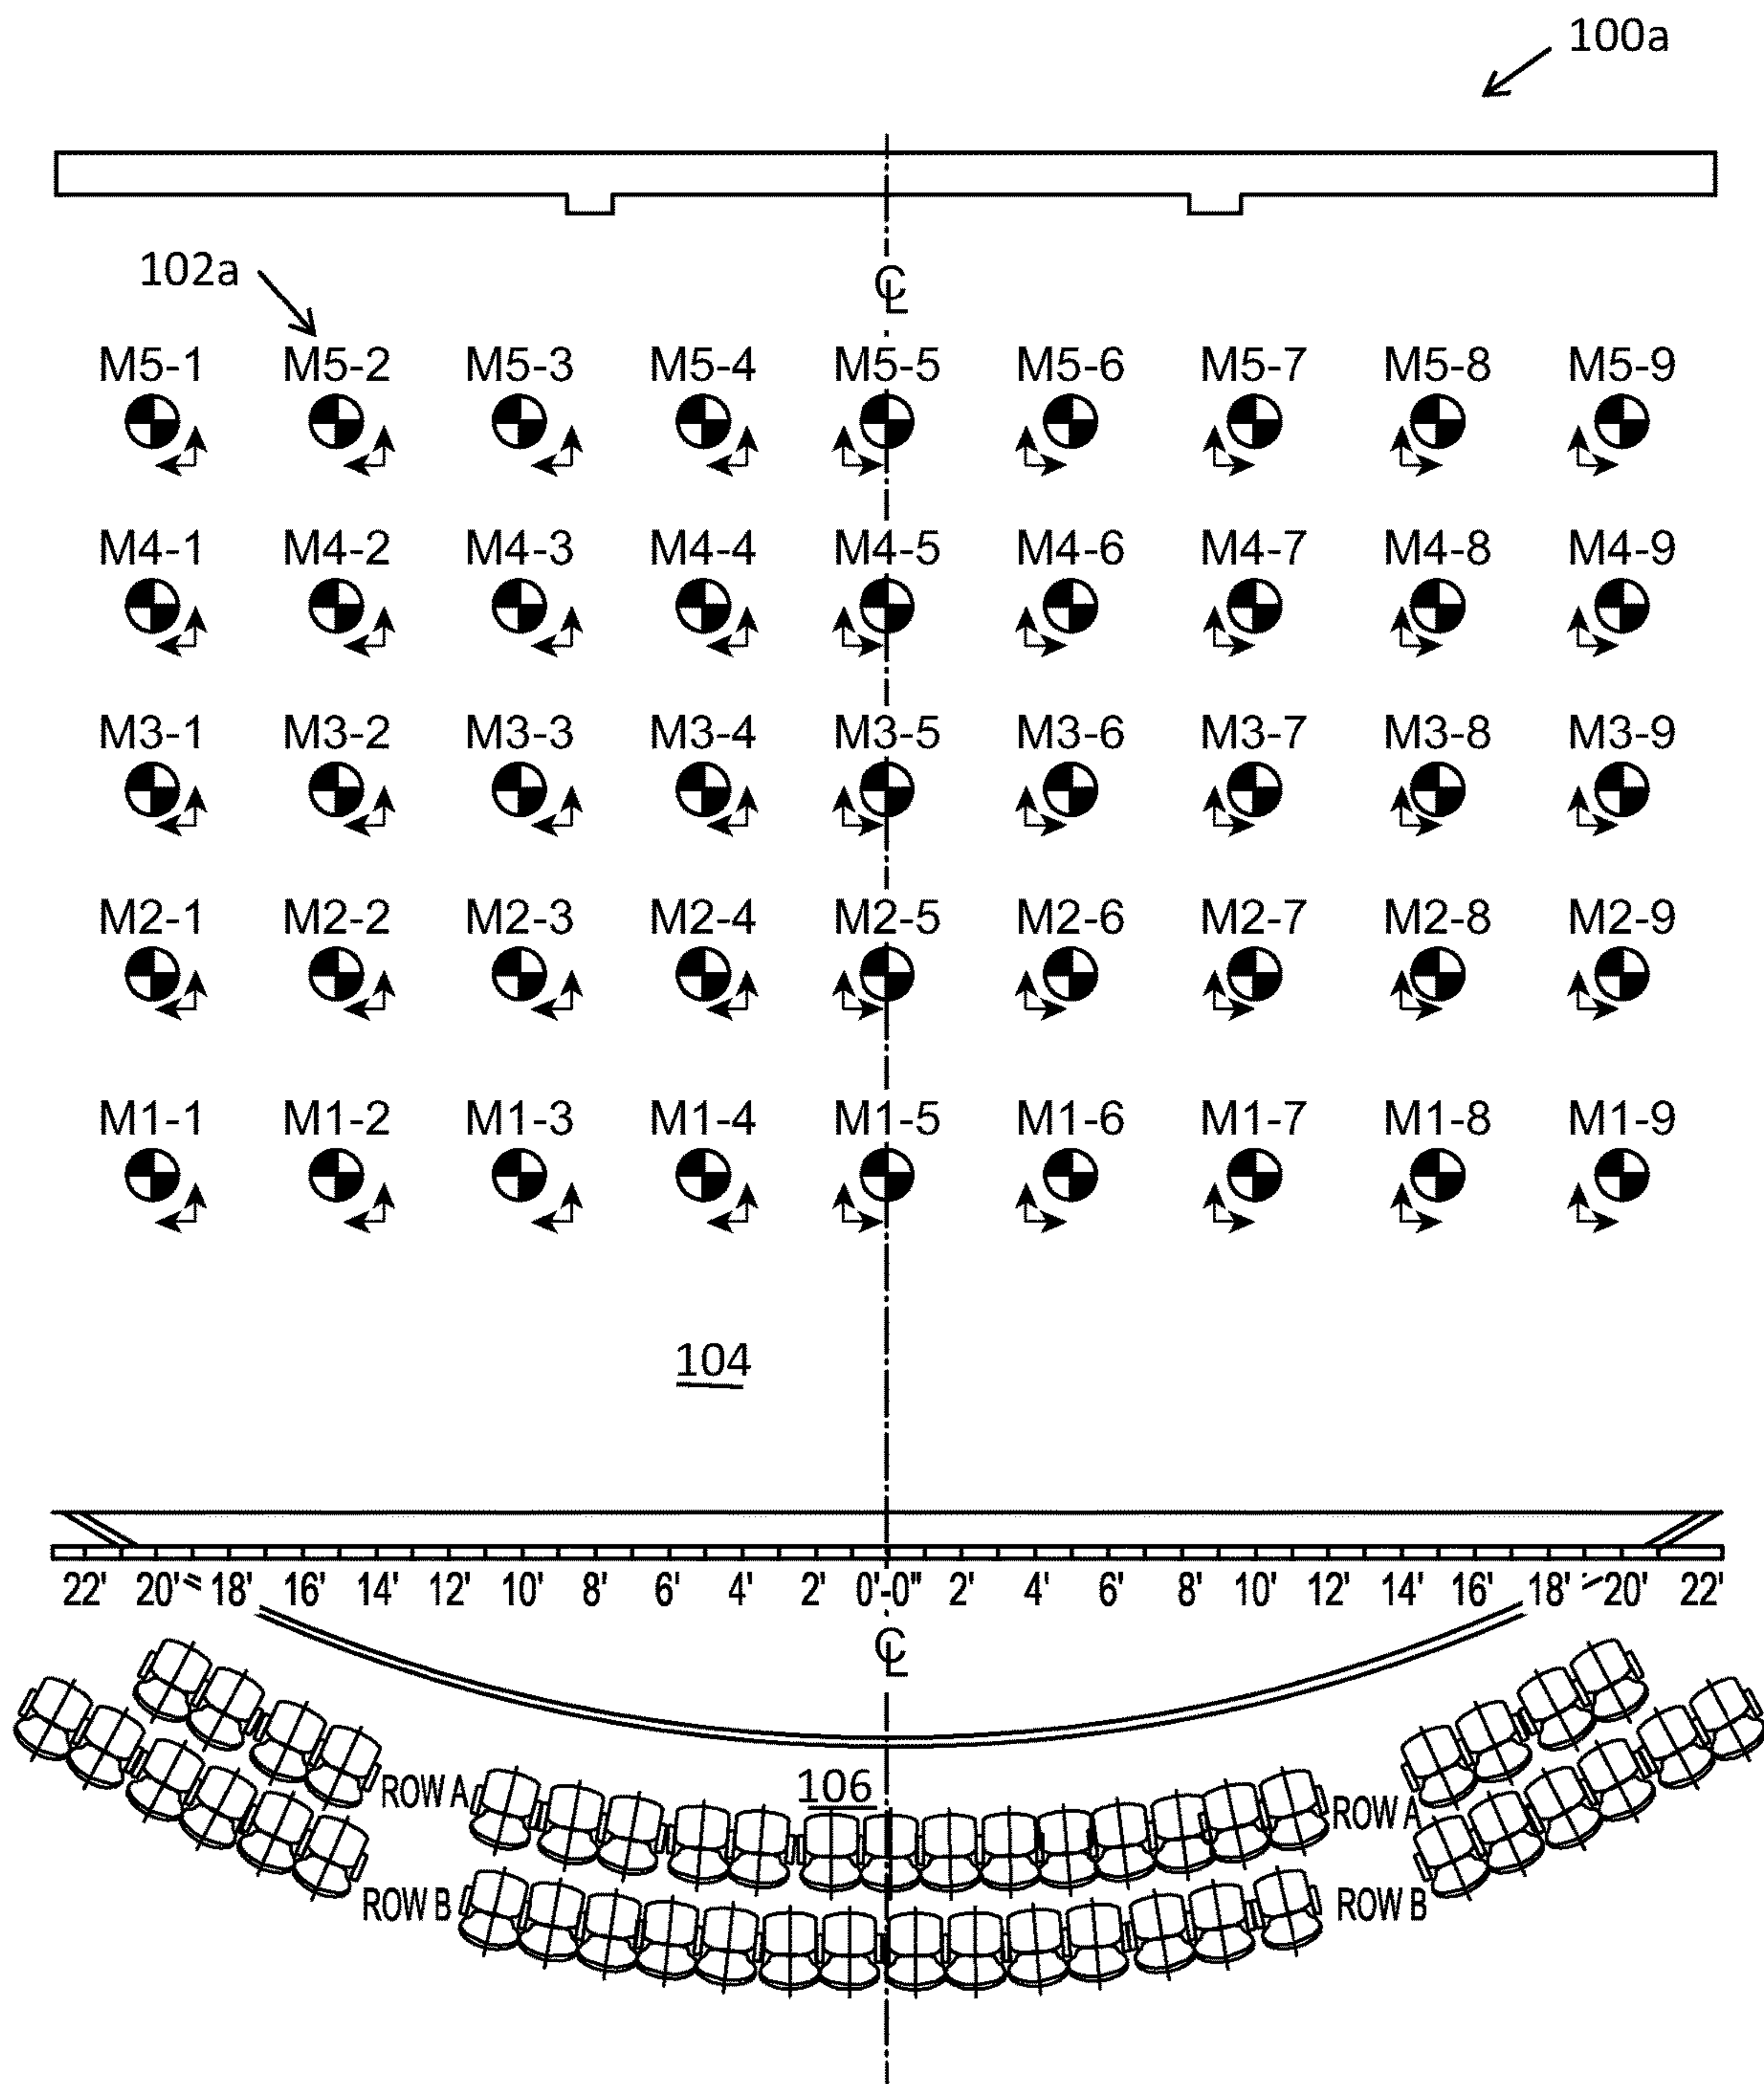 100a
102a
℄
M5-1 M5-2 M5-3 M5-4 M5-5 M5-6 M5-7 M5-8 M5-9
M4-1 M4-2 M4-3 M4-4 M4-5 M4-6 M4-7 M4-8 M4-9
M3-1 M3-2 M3-3 M3-4 M3-5 M3-6 M3-7 M3-8 M3-9
M2-1 M2-2 M2-3 M2-4 M2-5 M2-6 M2-7 M2-8 M2-9
M1-1 M1-2 M1-3 M1-4 M1-5 M1-6 M1-7 M1-8 M1-9
104
22' 20' 18' 16' 14' 12' 10' 8' 6' 4' 2' 0'-0" 2' 4' 6' 8' 10' 12' 14' 16' 18' 20' 22'
℄
106
ROW A ROW A
ROW B ROW B